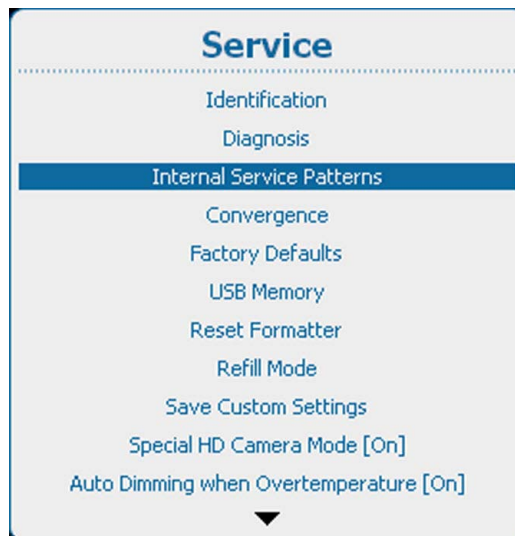 Service
Identification
Diagnosis
Internal Service Patterns
Convergence
Factory Defaults
USB Memory
Reset Formatter
Refill Mode
Save Custom Settings
Special HD Camera Mode [On]
Auto Dimming when Overtemperature [On]